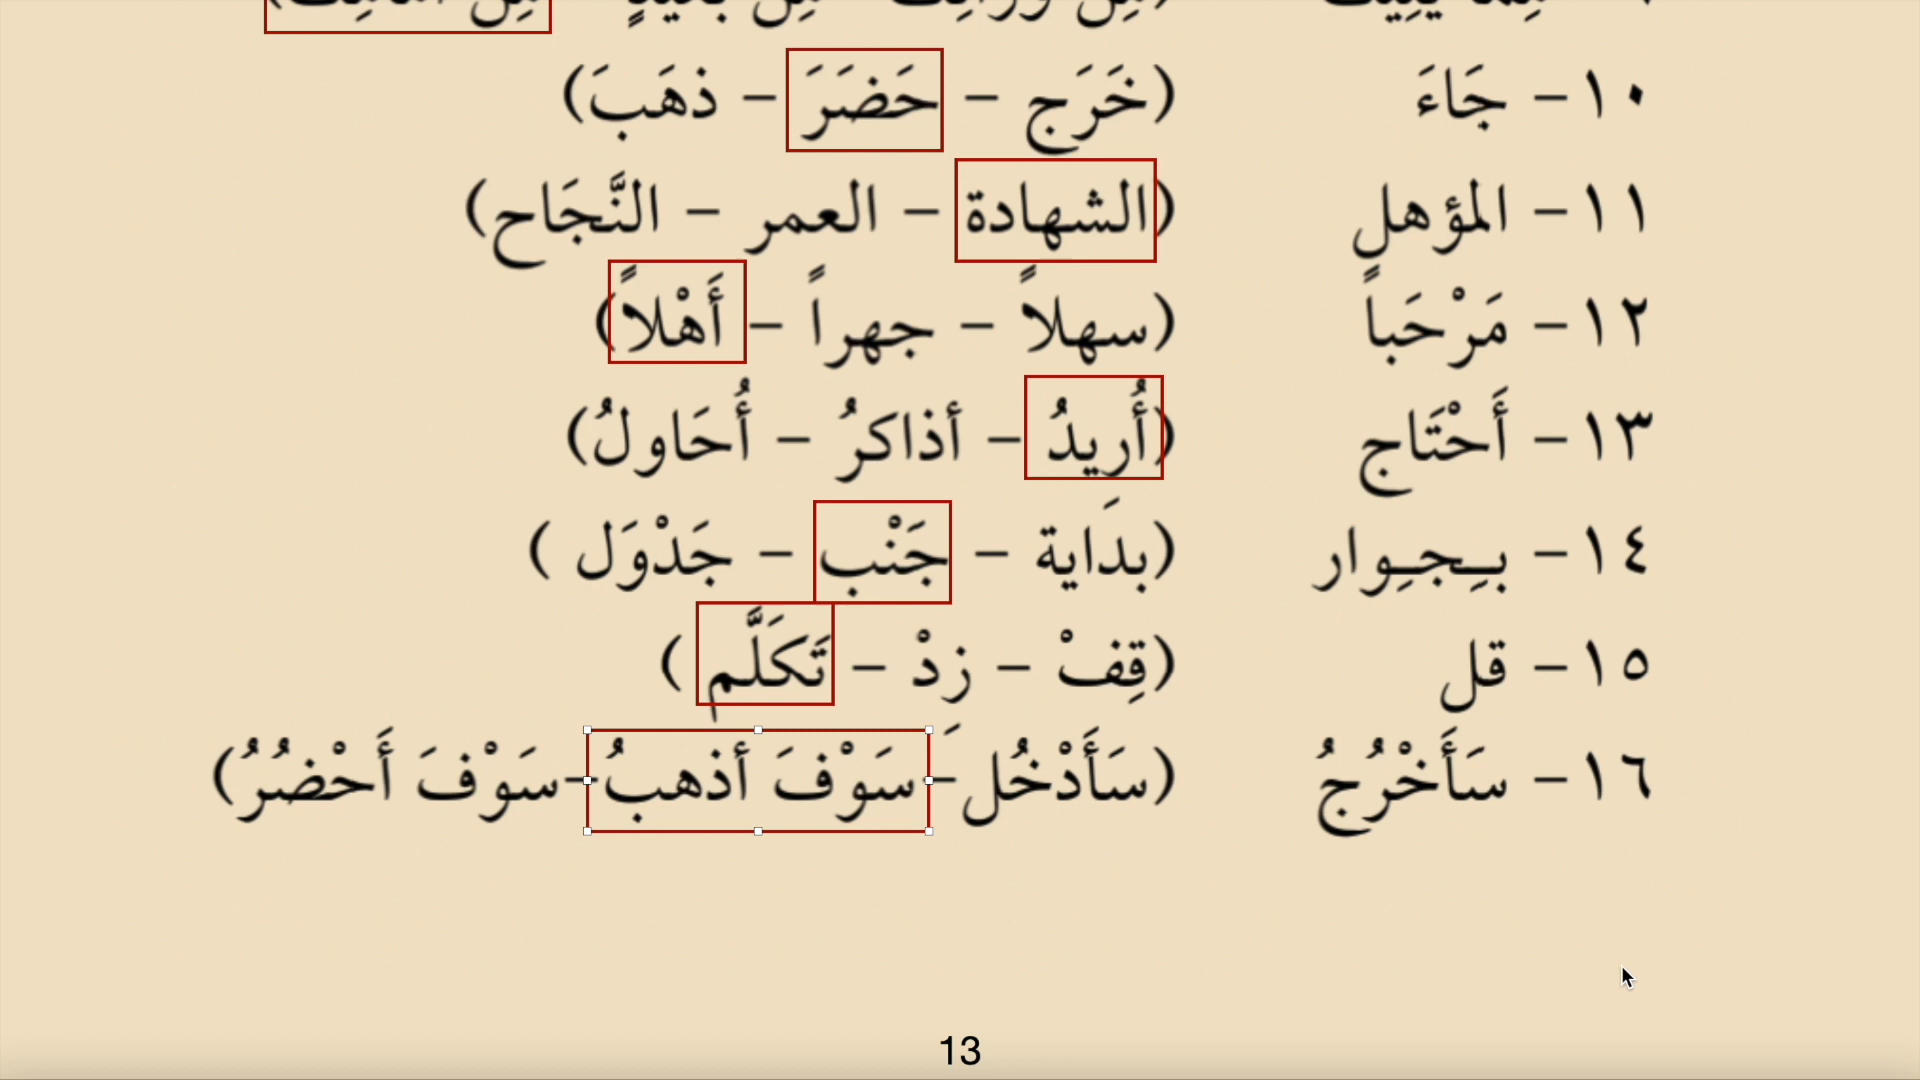 ١٠- جَاءَ (خَرَج - حَضَرَ - ذهَبَ)
١١- المؤهل (الشهادة - العمر - النَّجَاح)
١٢- مَرْحَباً (سهلاً - جهراً - أَهْلاً)
١٣- أَحْتَاج (أُريدُ - أذاكرُ - أُحَاولُ)
١٤- بِجِوار (بدَاية - جَنْب - جَدْوَل )
١٥- قل (قِفْ - زدْ - تَكَلَّم )
١٦- سَأَخْرُجُ (سَأَدْخُل- سَوْفَ أذهبُ-سَوْفَ أَحْضُرُ)
13